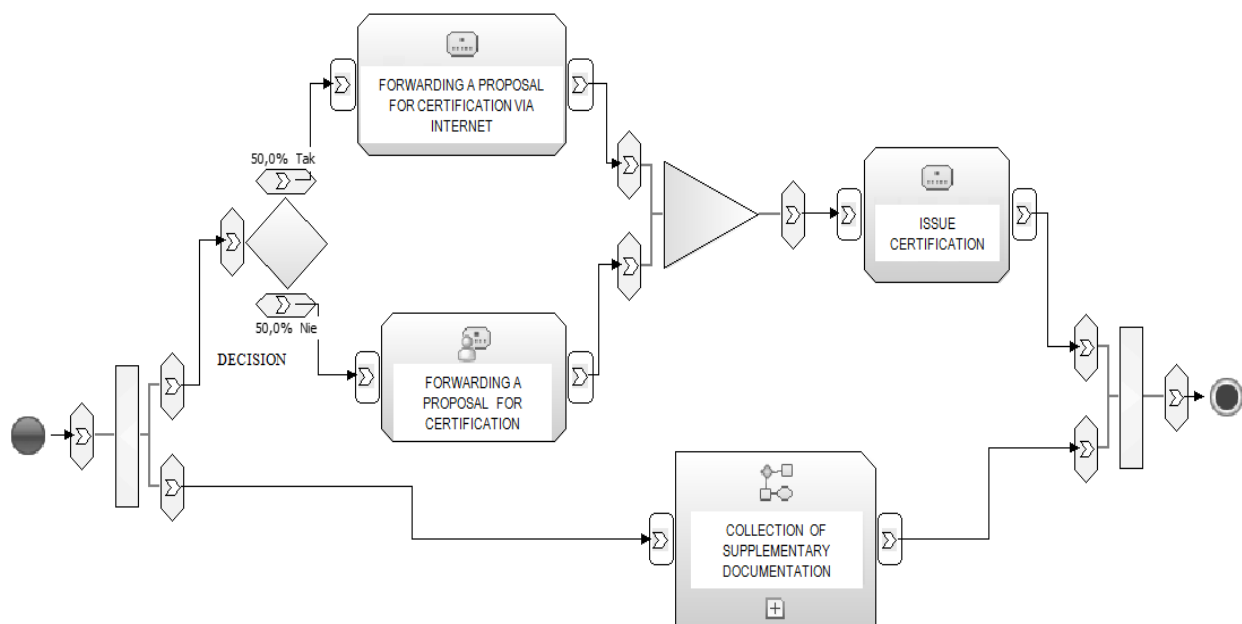 FORWARDING A PROPOSAL
FOR CERTIFICATION VIA
INTERNET
50,0% Tak
ISSUE
CERTIFICATION
50,0% Nie
DECISION
FORWARDING A
PROPOSAL FOR
CERTIFICATION
COLLECTION OF
SUPPLEMENTARY
DOCUMENTATION